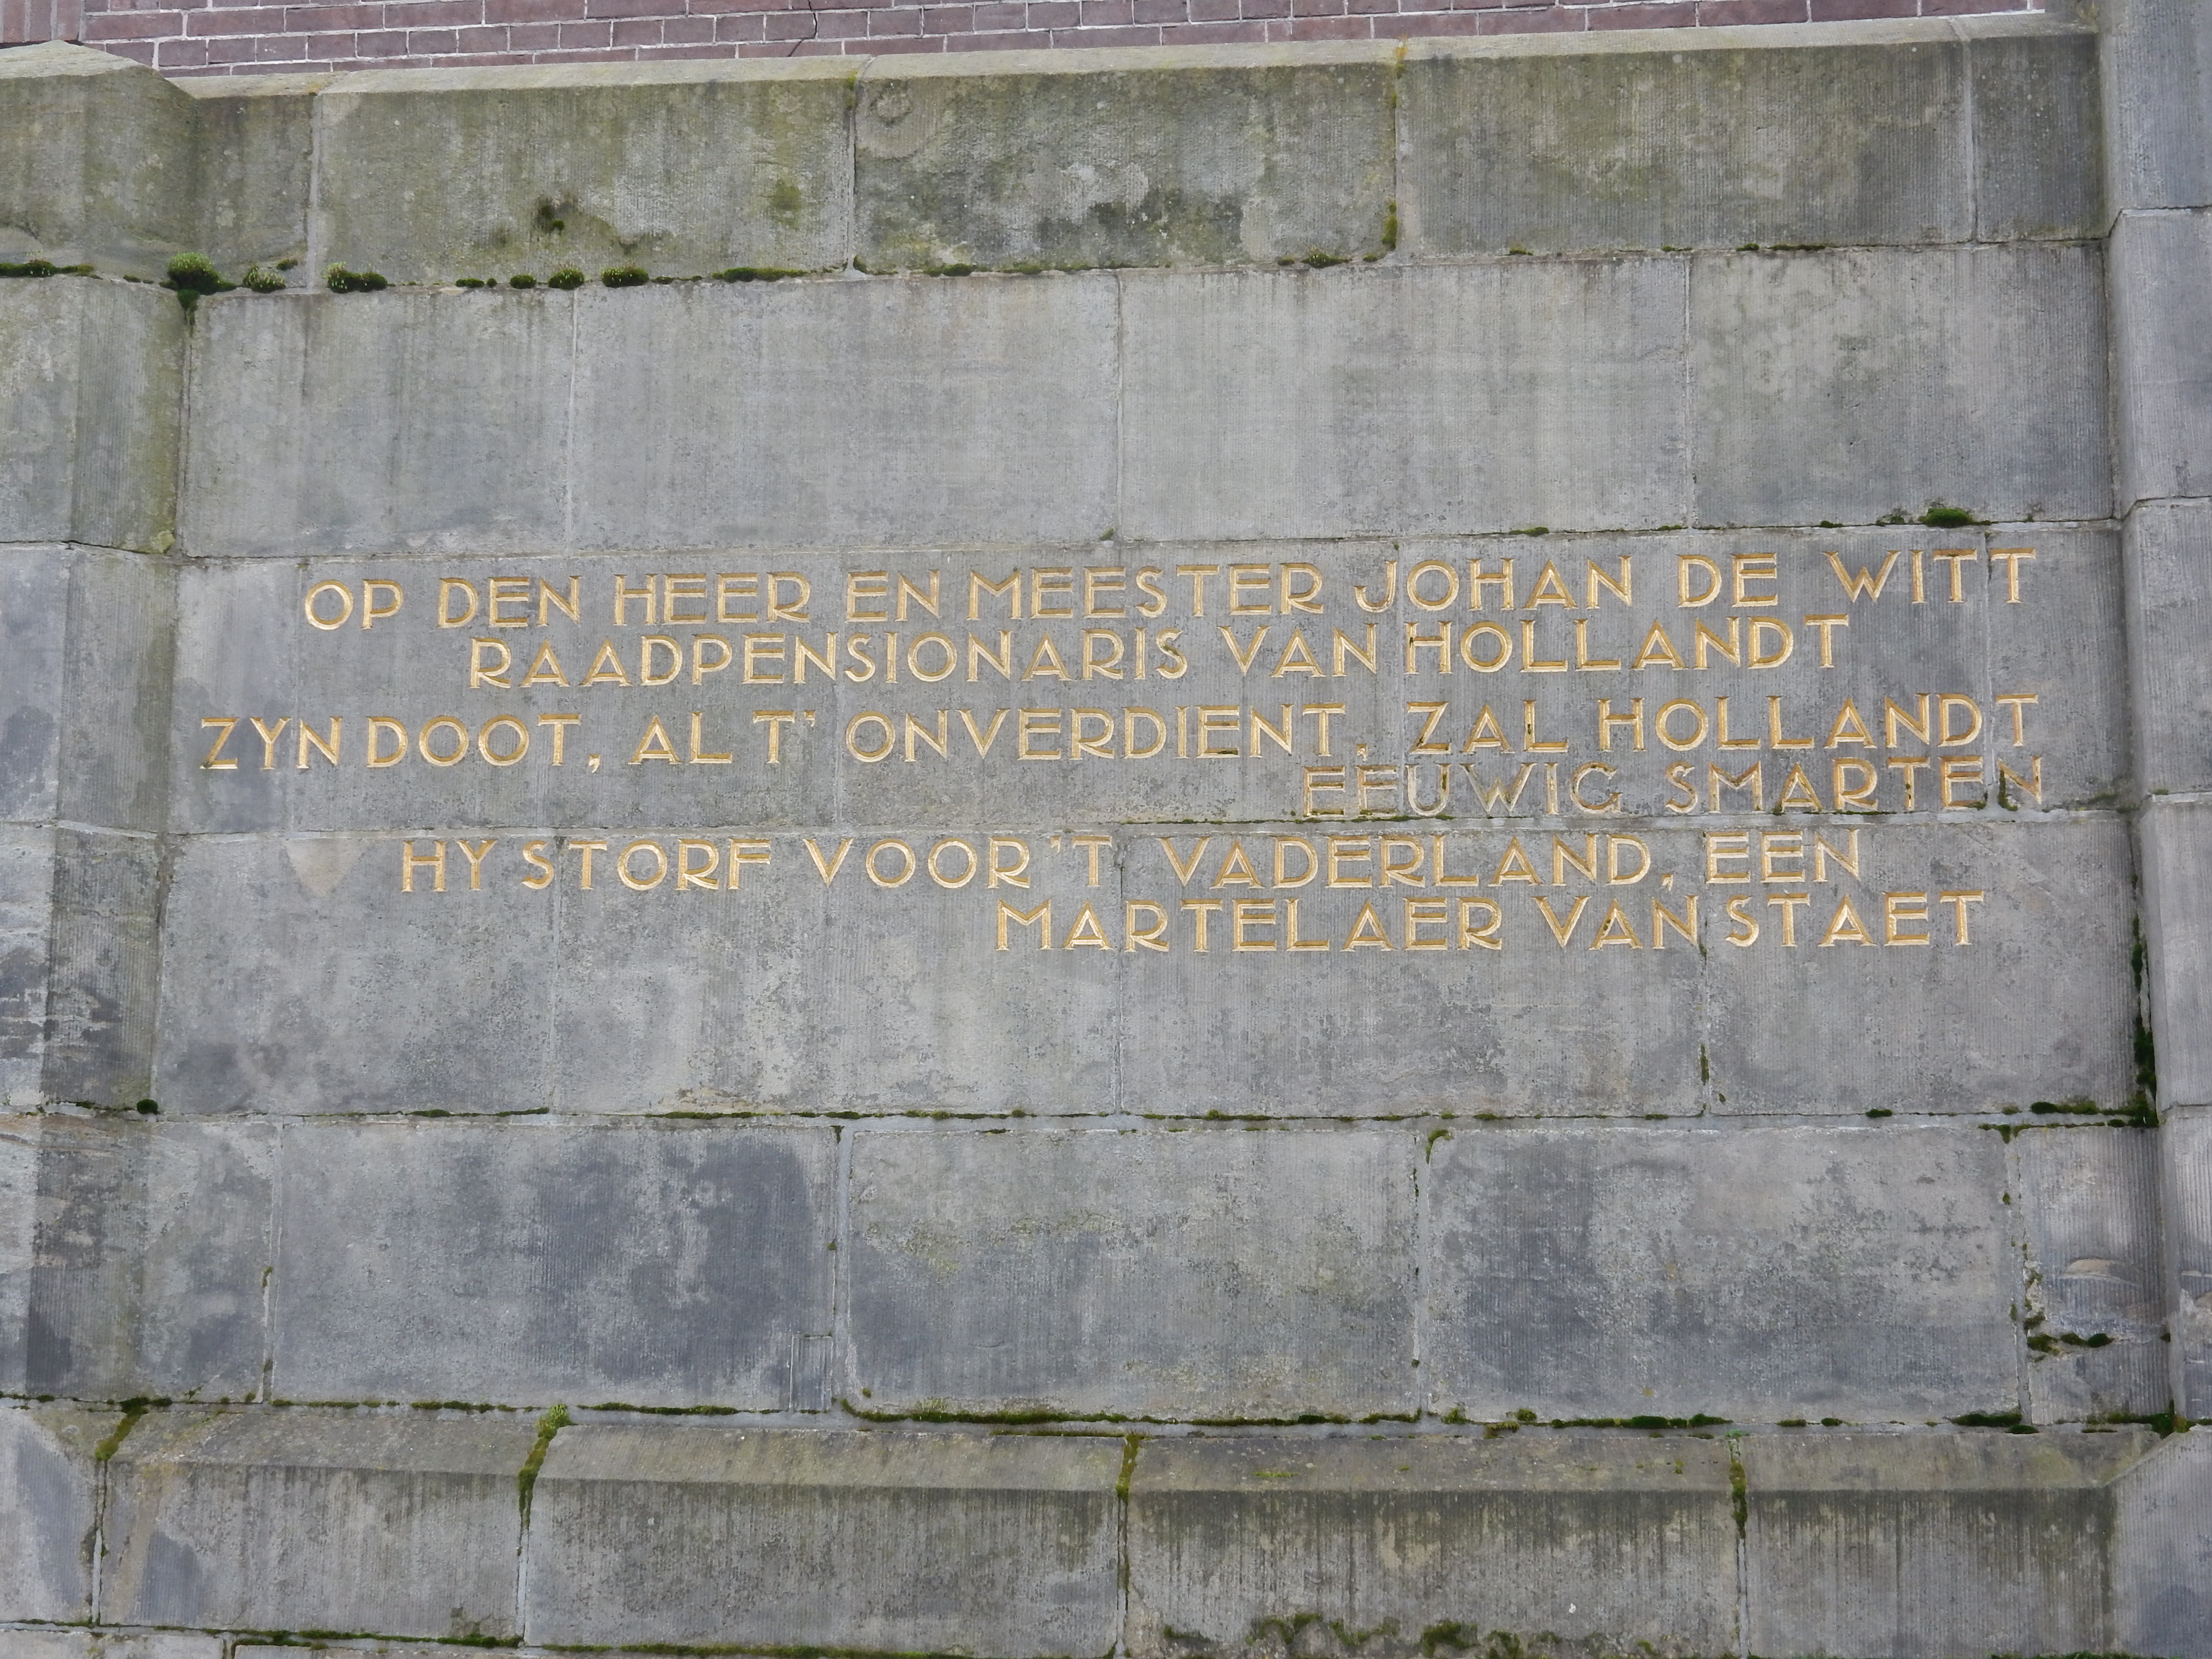 OP DEN HEER EN MEESTER JOHAN DE WITT
RAADPENSIONARIS VAN HOLLANDT
ZYN DOOT, AL T' ONVERDIENT, ZAL HOLLANDT
EEUWIG SMARTEN
HY STORF VOOR 'T VADERLAND, EEN
MARTELAER VAN STAET